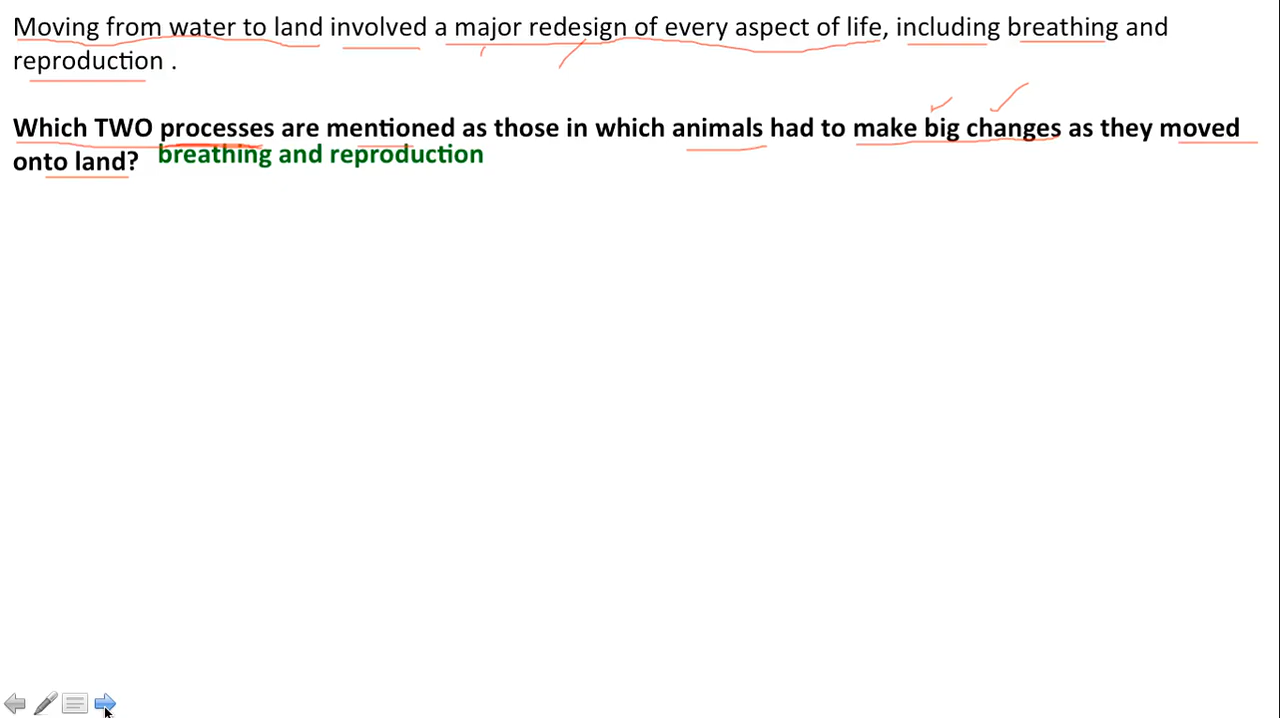 Moving from water to land involved a major redesign of every aspect of life, including breathing and
reproduction .
Which TWO processes are mentioned as those in which animals had to make big changes as they moved
onto land? breathing and reproduction